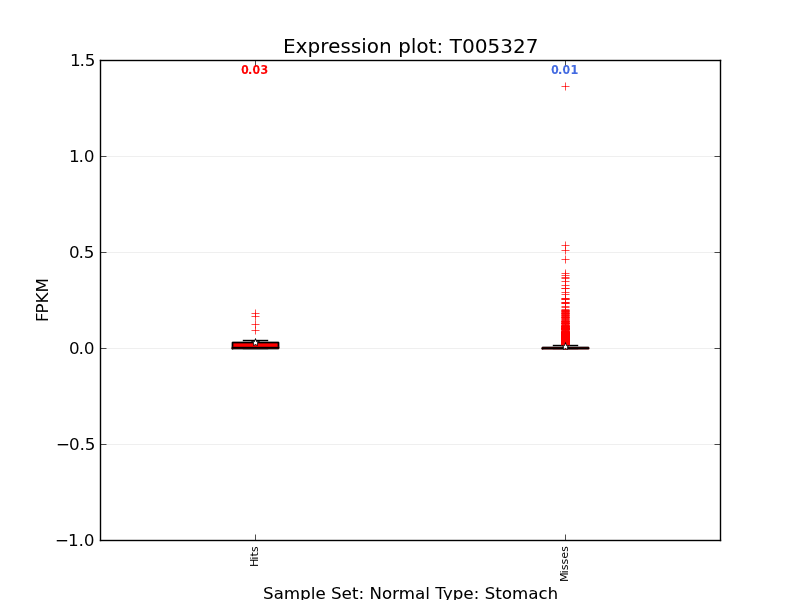 Expression plot: T005327
1.5
0.03
0.01
1.0
0.5
FPKM
0.0
−0.5
−1.0
Hits
Misses
Sample Set: Normal Type: Stomach